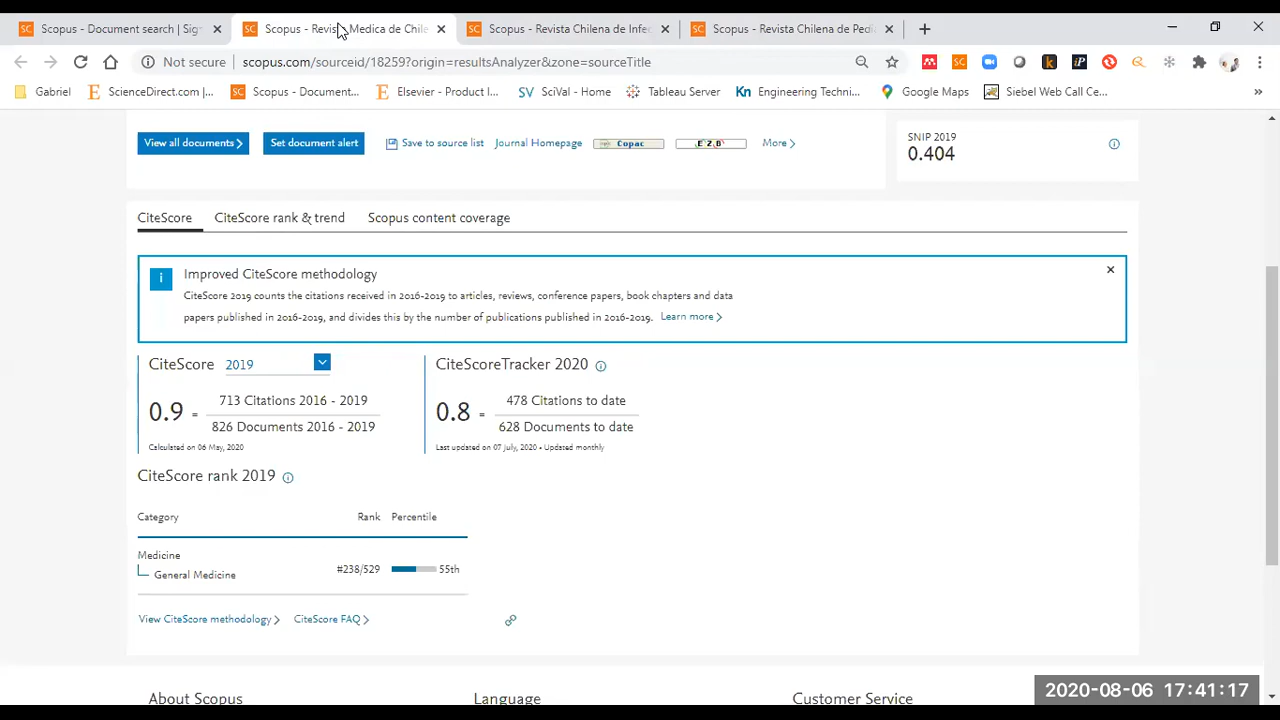 Scopus - Document search | Sig
Scopus - Revista Medica de Chile
Scopus - Revista Chilena de Infe
Scopus - Revista Chilena de Pedi
Not secure
scopus.com/sourceid/18259?origin=resultsAnalyzer&zone=sourceTitle
Gabriel
ScienceDirect.com |...
Scopus - Document...
Elsevier - Product I...
SV SciVal - Home
Tableau Server
Kn Engineering Techni...
Google Maps
Siebel Web Call Ce...
View all documents
Set document alert
Save to source list
Journal Homepage
Copac
EZB
More
SNIP 2019
0.404
CiteScore
CiteScore rank & trend
Scopus content coverage
Improved CiteScore methodology
CiteScore 2019 counts the citations received in 2016-2019 to articles, reviews, conference papers, book chapters and data
papers published in 2016-2019, and divides this by the number of publications published in 2016-2019. Learn more
CiteScore 2019
0.9 =
713 Citations 2016 - 2019
826 Documents 2016 - 2019
Calculated on 06 May, 2020
CiteScoreTracker 2020
0.8 =
478 Citations to date
628 Documents to date
Last updated on 07 July, 2020 • Updated monthly
CiteScore rank 2019
Category Rank Percentile
Medicine
General Medicine #238/529 55th
View CiteScore methodology
CiteScore FAQ
About Scopus
Language
Customer Service
2020-08-06 17:41:17